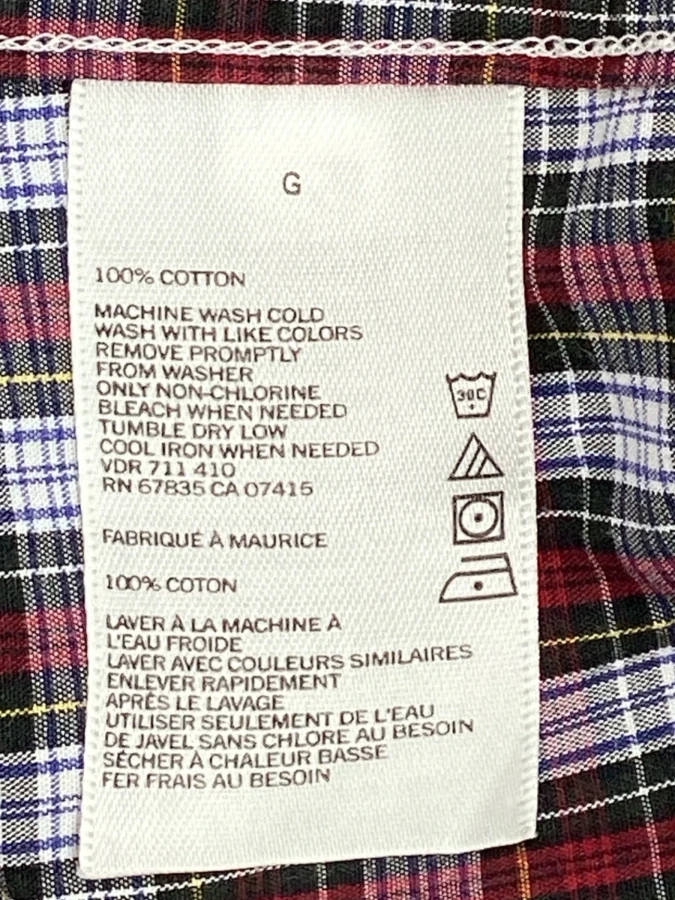 G
100% COTTON
MACHINE WASH COLD
WASH WITH LIKE COLORS
REMOVE PROMPTLY
FROM WASHER
ONLY NON-CHLORINE
BLEACH WHEN NEEDED
TUMBLE DRY LOW
COOL IRON WHEN NEEDED
VDR 711 410
RN 67835 CA 07415
30C
FABRIQUÉ À MAURICE
100% COTON
LAVER À LA MACHINE À
L'EAU FROIDE
LAVER AVEC COULEURS SIMILAIRES
ENLEVER RAPIDEMENT
APRÈS LE LAVAGE
UTILISER SEULEMENT DE L'EAU
DE JAVEL SANS CHLORE AU BESOIN
SÉCHER À CHALEUR BASSE
FER FRAIS AU BESOIN